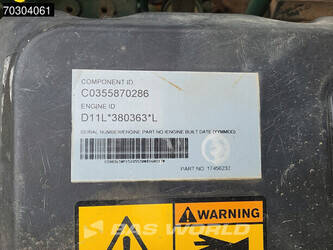 70304061
COMPONENT ID
C0355870286
ENGINE ID
D11L*380363*L
SERIAL NUMBER/ENGINE PART NO /ENGINE BUILT DATE (YYMMDD)
PART NO: 17456232
BAS WORLD
WARNING